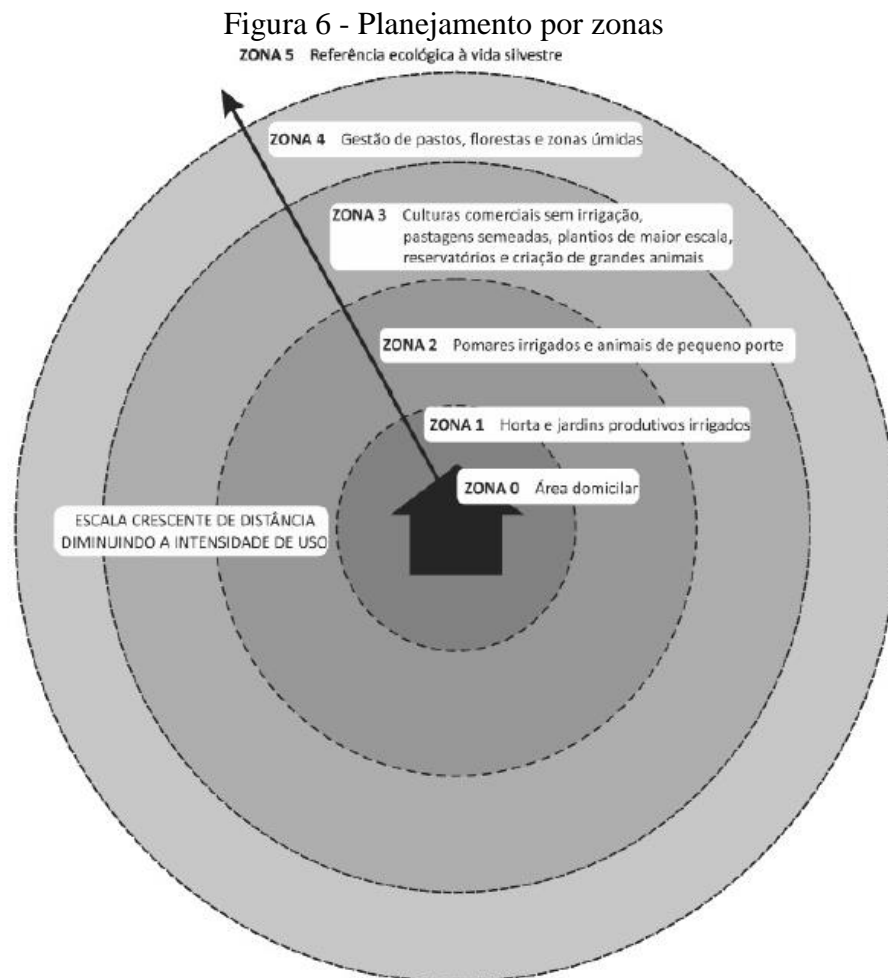 Figura 6 - Planejamento por zonas
ZONA 5 Referência ecológica à vida silvestre
ZONA 4 Gestão de pastos, florestas e zonas úmidas
ZONA 3 Culturas comerciais sem irrigação,
pastagens semeadas, plantios de maior escala,
reservatórios e criação de grandes animais
ZONA 2 Pomares irrigados e animais de pequeno porte
ZONA 1 Horta e jardins produtivos irrigados
ZONA 0 Área domicilar
ESCALA CRESCENTE DE DISTÂNCIA
DIMINUINDO A INTENSIDADE DE USO